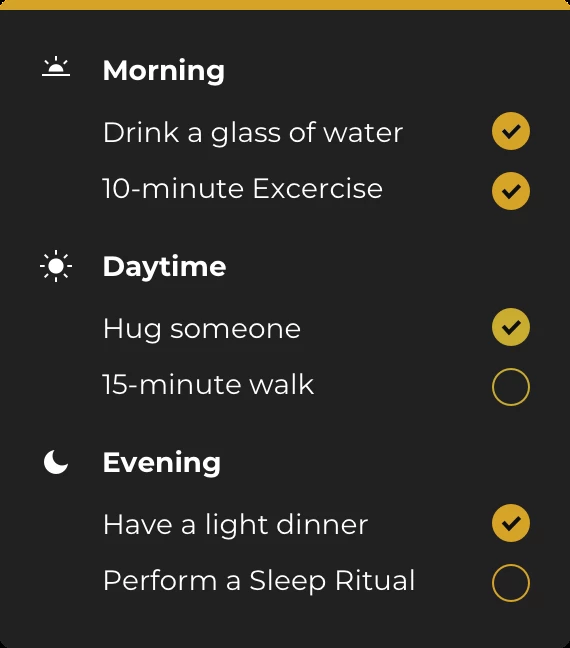 Morning
Drink a glass of water
10-minute Excercise
Daytime
Hug someone
15-minute walk
Evening
Have a light dinner
Perform a Sleep Ritual